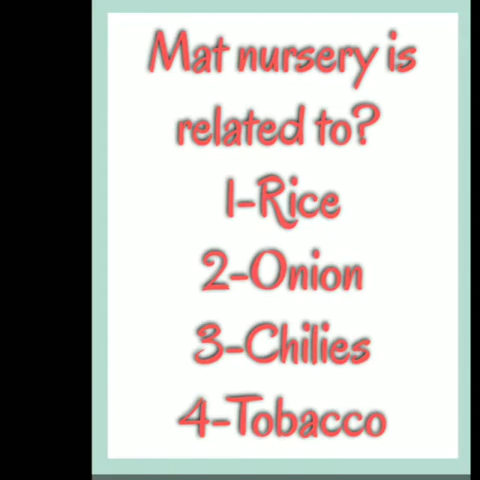 Mat nursery is
related to?
1-Rice
2-Onion
3-Chilies
4-Tobacco